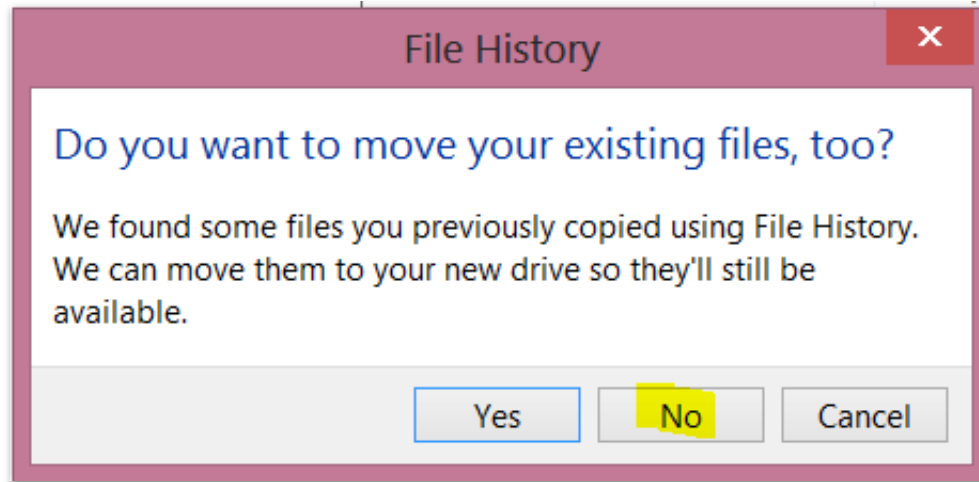 File History
Do you want to move your existing files, too?
We found some files you previously copied using File History.
We can move them to your new drive so they'll still be
available.
Yes No Cancel